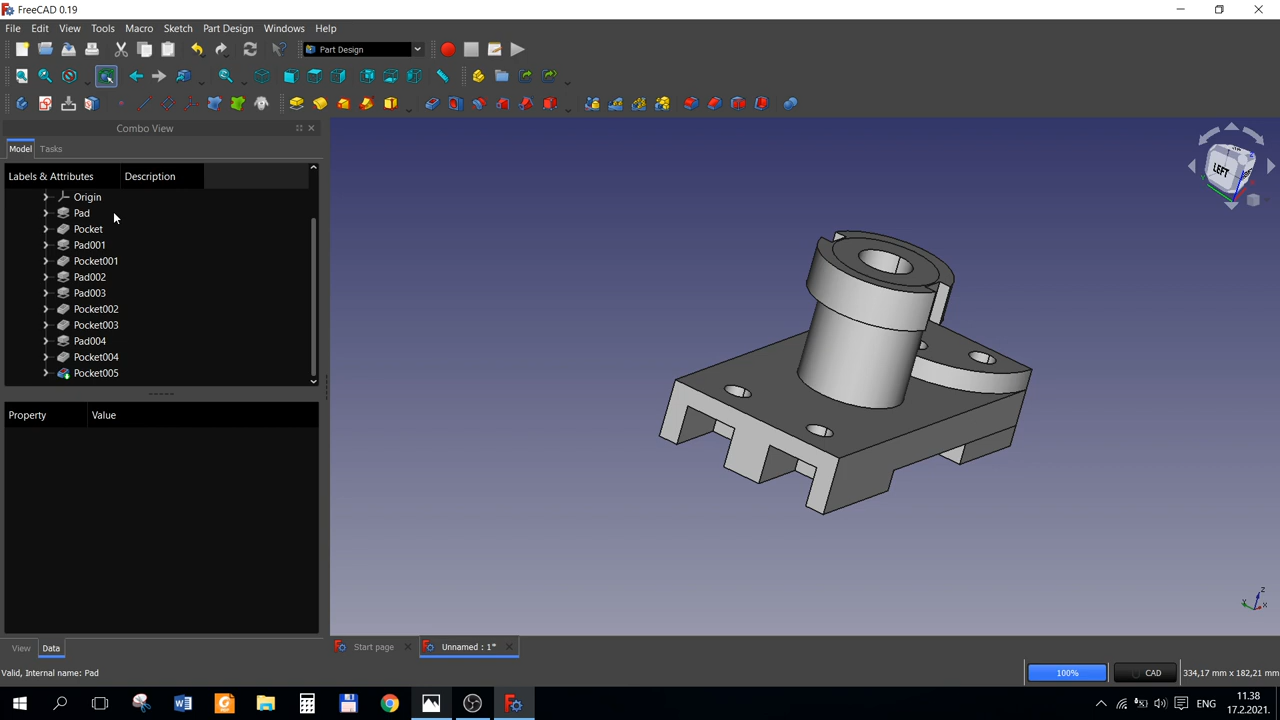 FreeCAD 0.19
File Edit View Tools Macro Sketch Part Design Windows Help
Part Design
Combo View
Model Tasks
Labels & Attributes Description
Origin
Pad
Pocket
Pad001
Pocket001
Pad002
Pad003
Pocket002
Pocket003
Pad004
Pocket004
Pocket005
Property Value
LEFT
View Data
Start page Unnamed : 1*
Valid, Internal name: Pad
100% CAD 334,17 mm x 182,21 mm
ENG
11.38
17.2.2021.